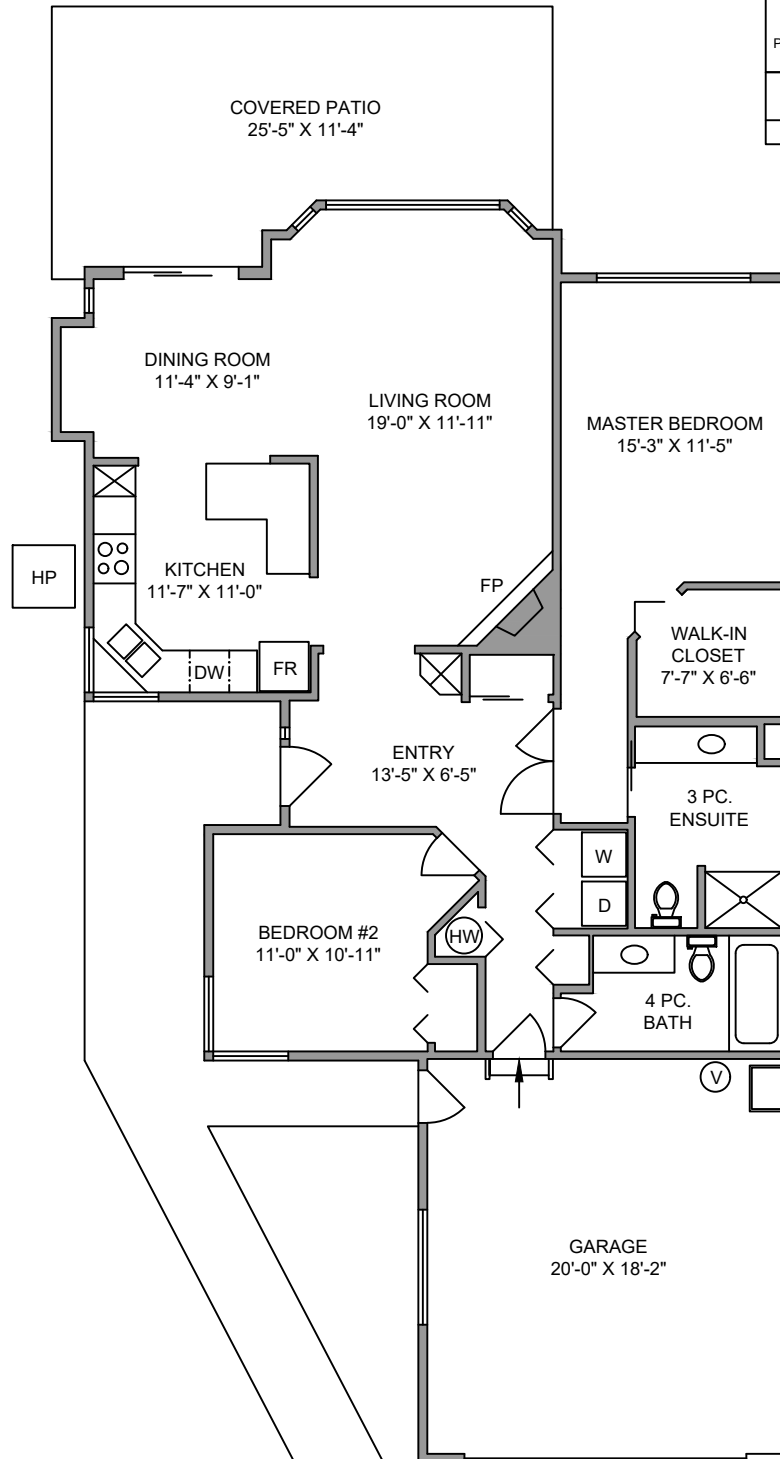 P
COVERED PATIO
25'-5" X 11'-4"
DINING ROOM
11'-4" X 9'-1"
LIVING ROOM
19'-0" X 11'-11"
MASTER BEDROOM
15'-3" X 11'-5"
HP
KITCHEN
11'-7" X 11'-0"
FP
DW
FR
WALK-IN
CLOSET
7'-7" X 6'-6"
ENTRY
13'-5" X 6'-5"
3 PC.
ENSUITE
W
D
BEDROOM #2
11'-0" X 10'-11"
HW
4 PC.
BATH
V
GARAGE
20'-0" X 18'-2"